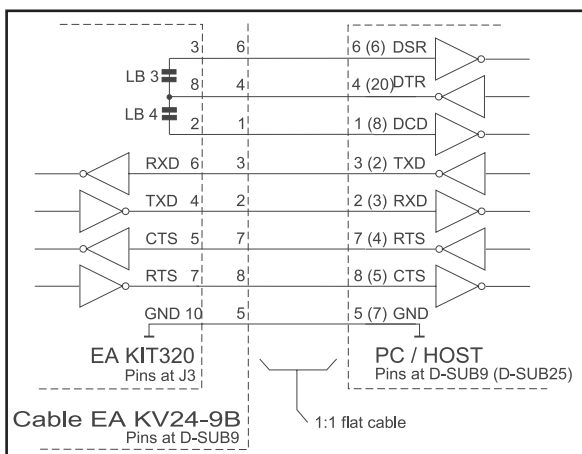 3 6 6 (6) DSR
LB 3
8 4 4 (20) DTR
LB 4
2 1 1 (8) DCD
RXD 6 3 3 (2) TXD
TXD 4 2 2 (3) RXD
CTS 5 7 7 (4) RTS
RTS 7 8 8 (5) CTS
GND 10 5 5 (7) GND
EA KIT320
Pins at J3
PC / HOST
Pins at D-SUB9 (D-SUB25)
Cable EA KV24-9B
Pins at D-SUB9
1:1 flat cable